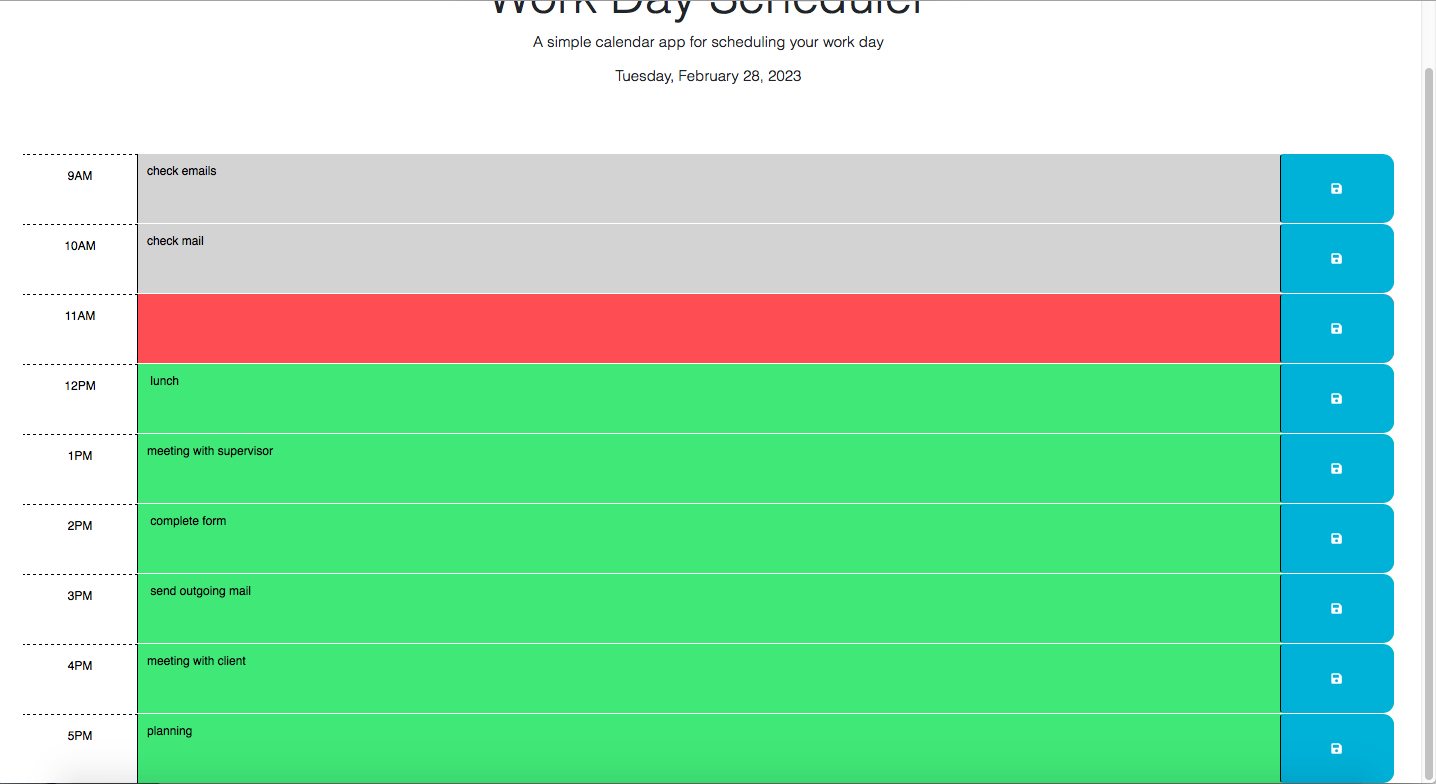 Work Day Scheduler
A simple calendar app for scheduling your work day
Tuesday, February 28, 2023
9AM check emails
10AM check mail
11AM
12PM lunch
1PM meeting with supervisor
2PM complete form
3PM send outgoing mail
4PM meeting with client
5PM planning